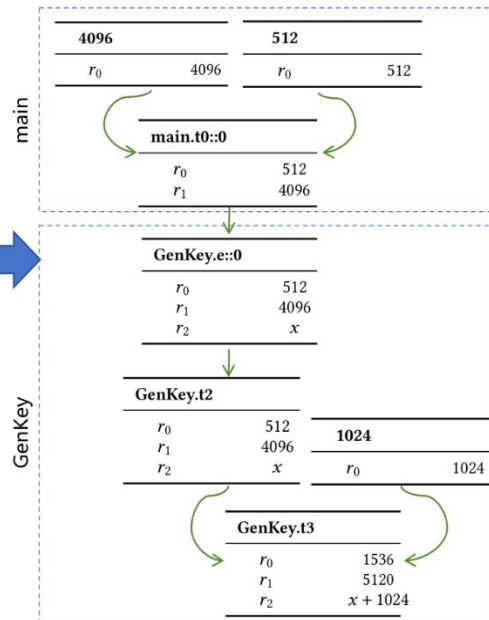 main
4096 512
r₀ 4096 r₀ 512
main.t0::0
r₀ 512
r₁ 4096
GenKey
GenKey.e::0
r₀ 512
r₁ 4096
r₂ x
GenKey.t2
r₀ 512
r₁ 4096
r₂ x
1024
r₀ 1024
GenKey.t3
r₀ 1536
r₁ 5120
r₂ x + 1024